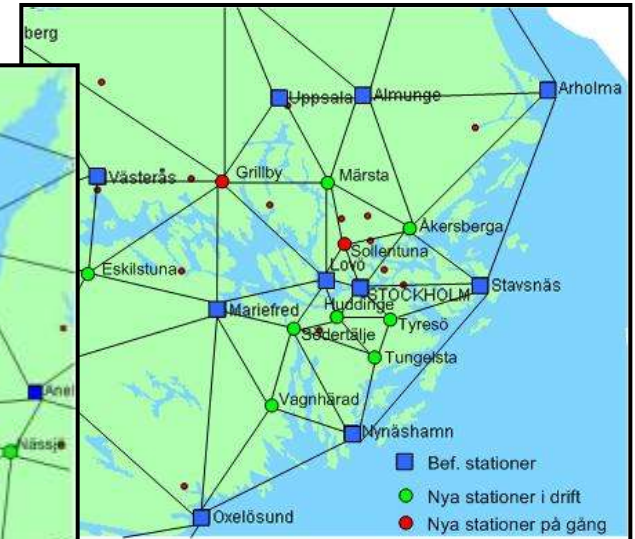 berg
Uppsala
Almunge
Arholma
Västerås
Grillby
Märsta
Åkersberga
Sollentuna
Eskilstuna
Lovö
STOCKHOLM
Stavsnäs
Mariefred
Huddinge
Tyresö
Södertälje
Tungelsta
Anel
Vagnhärad
Nynäshamn
Nässjö
Bef. stationer
Nya stationer i drift
Oxelösund
Nya stationer på gång